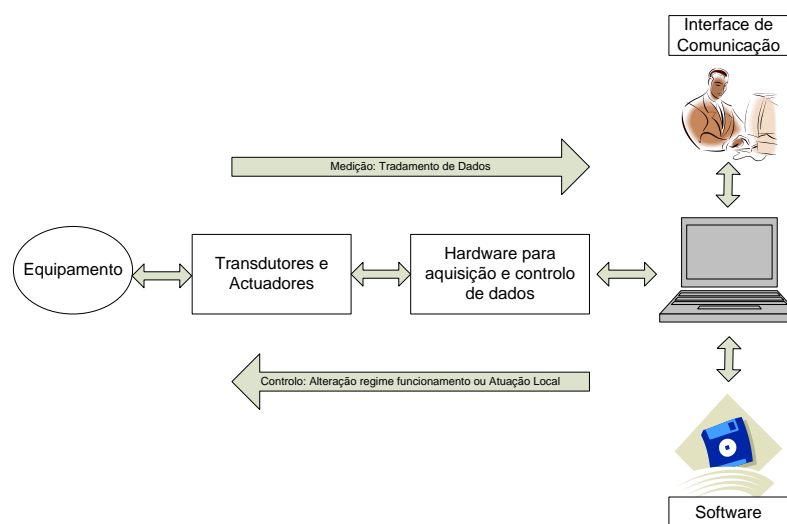 Interface de
Comunicação
Medição: Tradamento de Dados
Equipamento
Transdutores e
Actuadores
Hardware para
aquisição e controlo
de dados
Controlo: Alteração regime funcionamento ou Atuação Local
Software